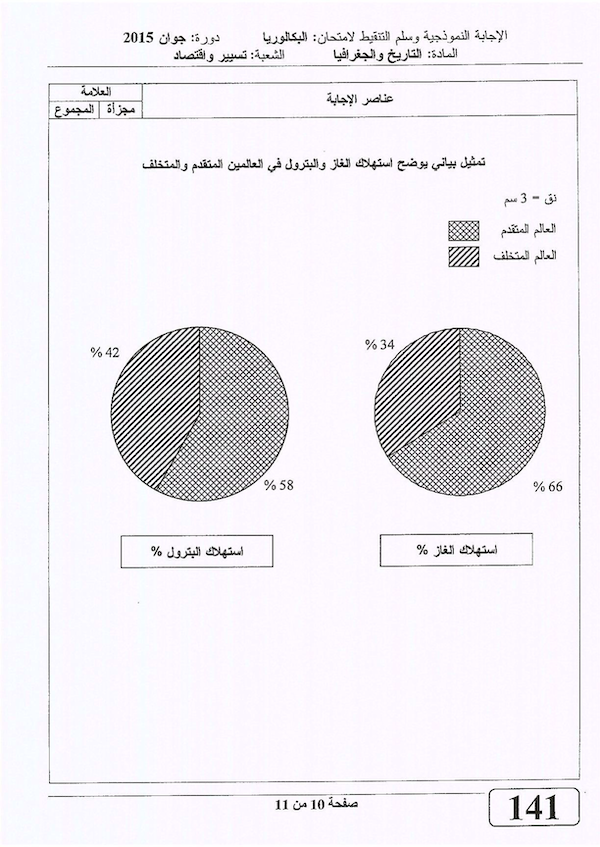 الإجابة النموذجية وسلم التنقيط لامتحان: البكالوريا دورة: جوان 2015
المادة: التاريخ والجغرافيا الشعبة: تسيير واقتصاد
عناصر الإجابة
العلامة
مجزأة المجموع
تمثيل بياني يوضح استهلاك الغاز والبترول في العالمين المتقدم والمتخلف
نق = 3 سم
العالم المتقدم
العالم المتخلف
34 %
66 %
استهلاك الغاز %
42 %
58 %
استهلاك البترول %
صفحة 10 من 11
141